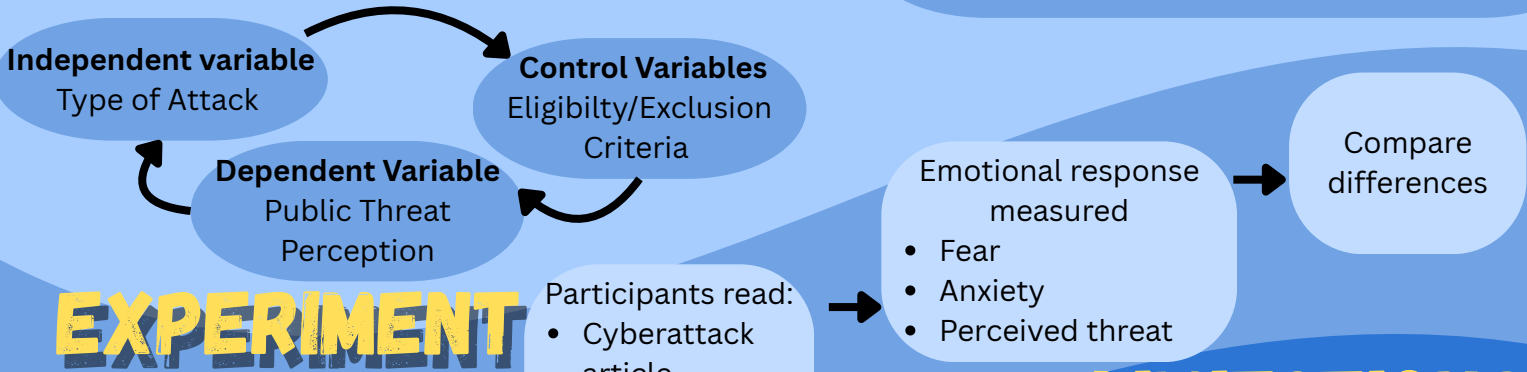 Independent variable
Type of Attack
Control Variables
Eligibilty/Exclusion
Criteria
Dependent Variable
Public Threat
Perception
EXPERIMENT
Participants read:
• Cyberattack
article
Emotional response
measured
• Fear
• Anxiety
• Perceived threat
Compare
differences